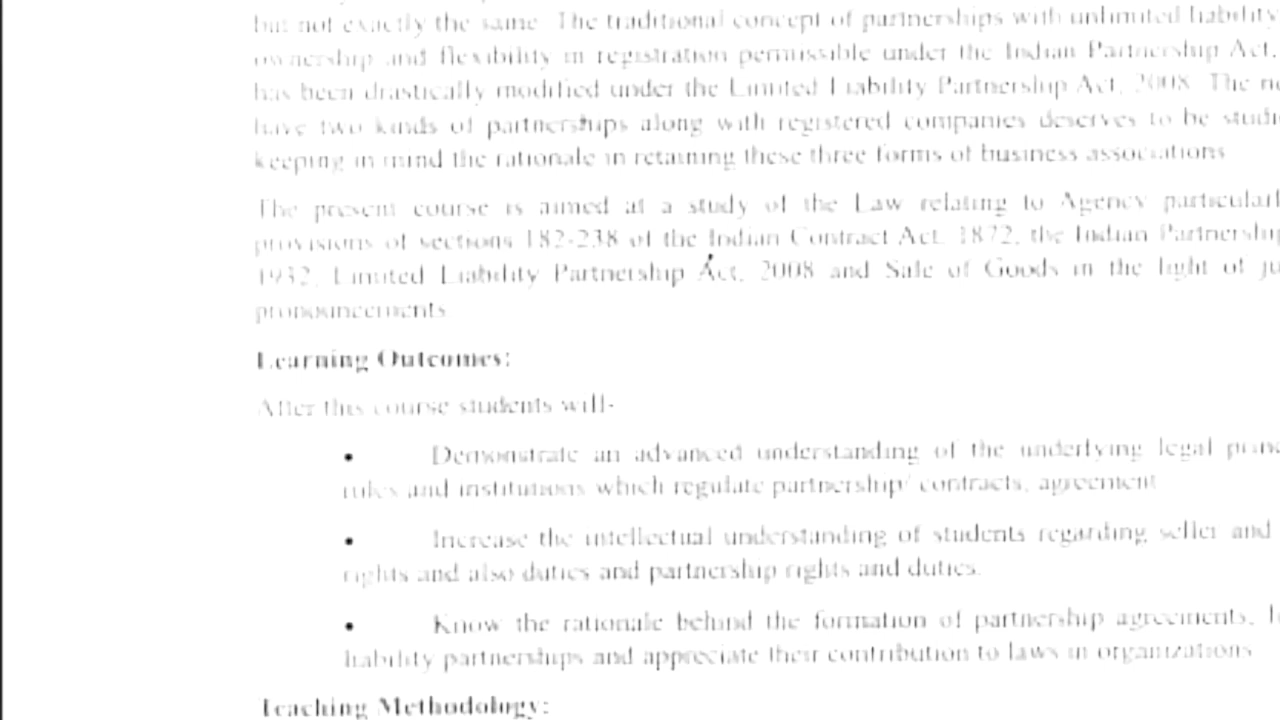 but not exactly the same. The traditional concept of partnerships with unlimited liability
ownership and flexibility in registration permissible under the Indian Partnership Act,
has been drastically modified under the Limited Liability Partnership Act, 2008. The
have two kinds of partnerships along with registered companies deserves to be
keeping in mind the rationale in retaining these three forms of business associations
The present course is aimed at a study of the Law relating to Agency
provisions of sections 182-238 of the Indian Contract Act, 1872, the Indian Partnership
1932, Limited Liability Partnership Act, 2008 and Sale of Goods in the light of
pronouncements
Learning Outcomes:
After this course students will-
• Demonstrate an advanced understanding of the underlying legal
rules and institutions which regulate partnership/ contracts, agreement
• Increase the intellectual understanding of students regarding seller and
rights and also duties and partnership rights and duties.
• Know the rationale behind the formation of partnership agreements,
liability partnerships and appreciate their contribution to laws in organizations
Teaching Methodology: